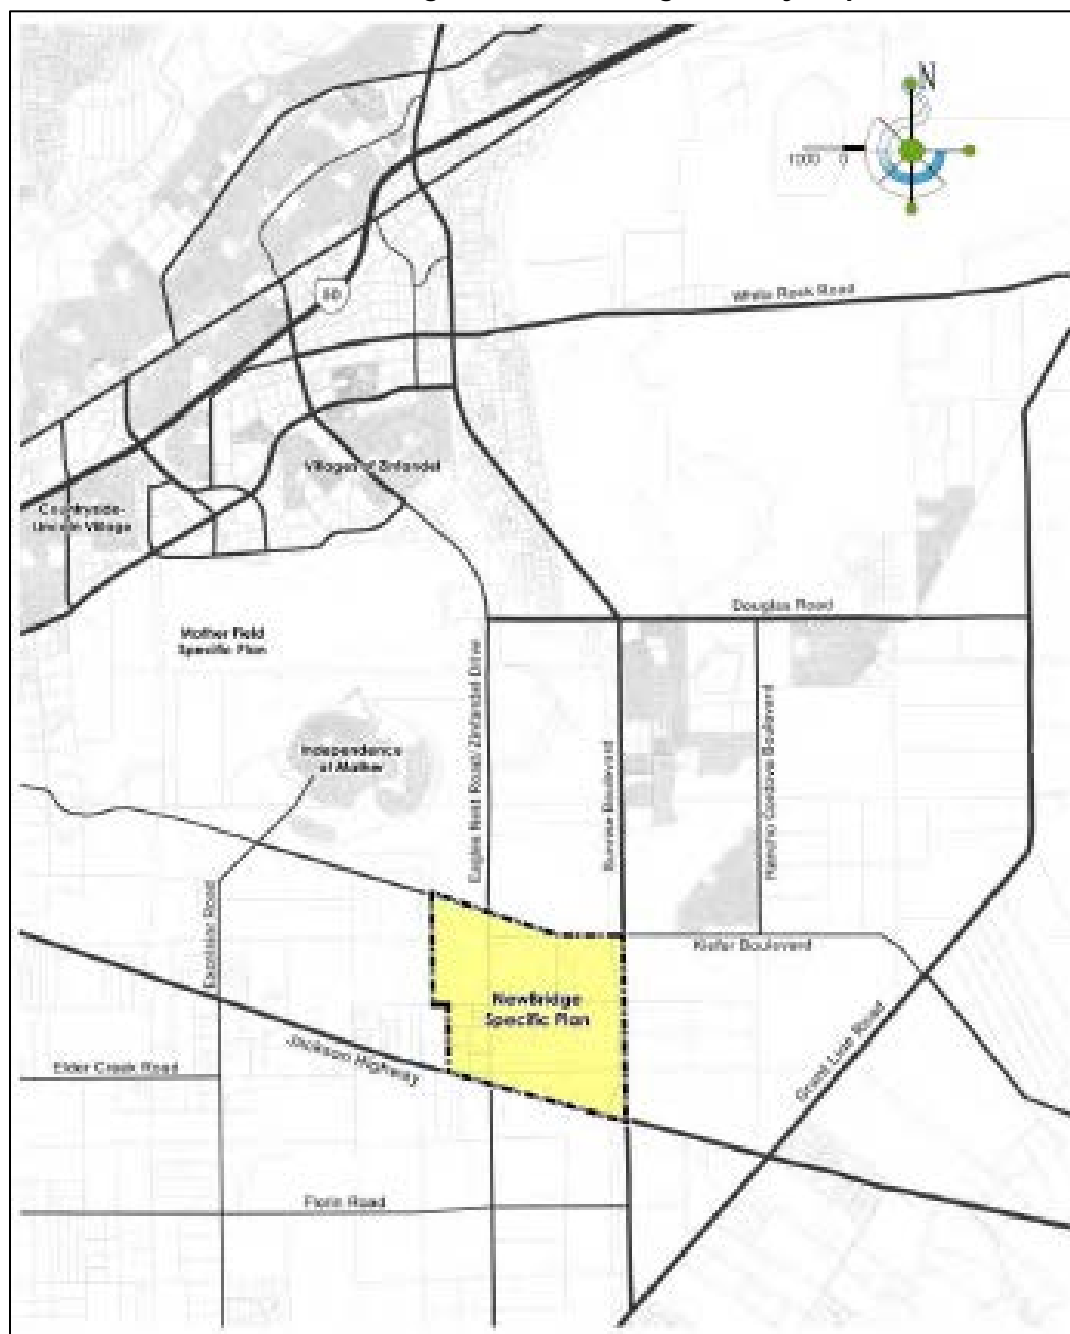 N
1000 0
50
White Rock Road
Villages of Zinfandel
Countryside-
Lincoln Village
Douglas Road
Mather Field
Specific Plan
Eagles Nest Road/Zinfandel Drive
Sunrise Boulevard
Rancho Cordova Boulevard
Independence
at Mather
Excelsior Road
Kiefer Boulevard
NewBridge
Specific Plan
Jackson Highway
Grant Line Road
Elder Creek Road
Florin Road